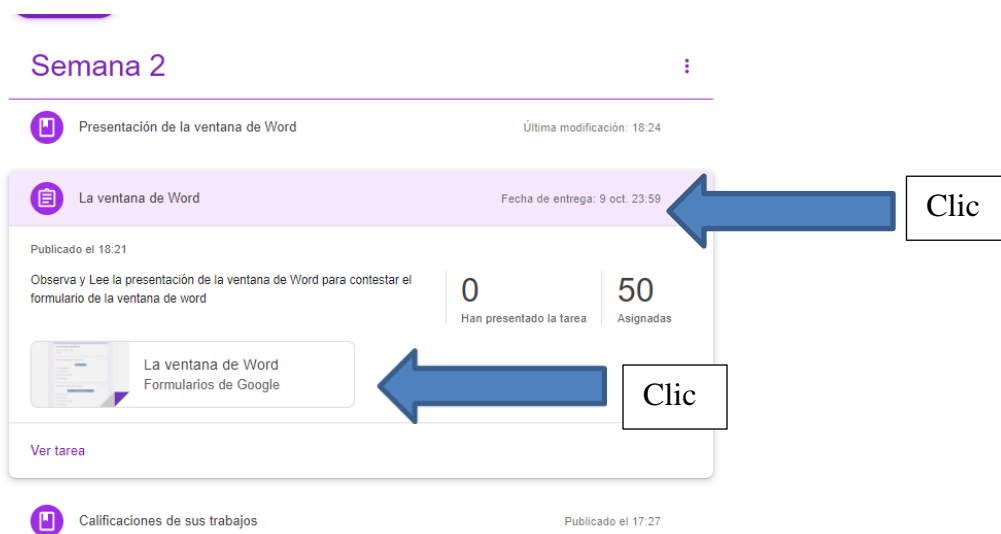 Semana 2
Presentación de la ventana de Word
Última modificación: 18:24
La ventana de Word
Fecha de entrega: 9 oct. 23:59
Clic
Publicado el 18:21
Observa y Lee la presentación de la ventana de Word para contestar el
formulario de la ventana de word
0
Han presentado la tarea
50
Asignadas
La ventana de Word
Formularios de Google
Clic
Ver tarea
Calificaciones de sus trabajos
Publicado el 17:27